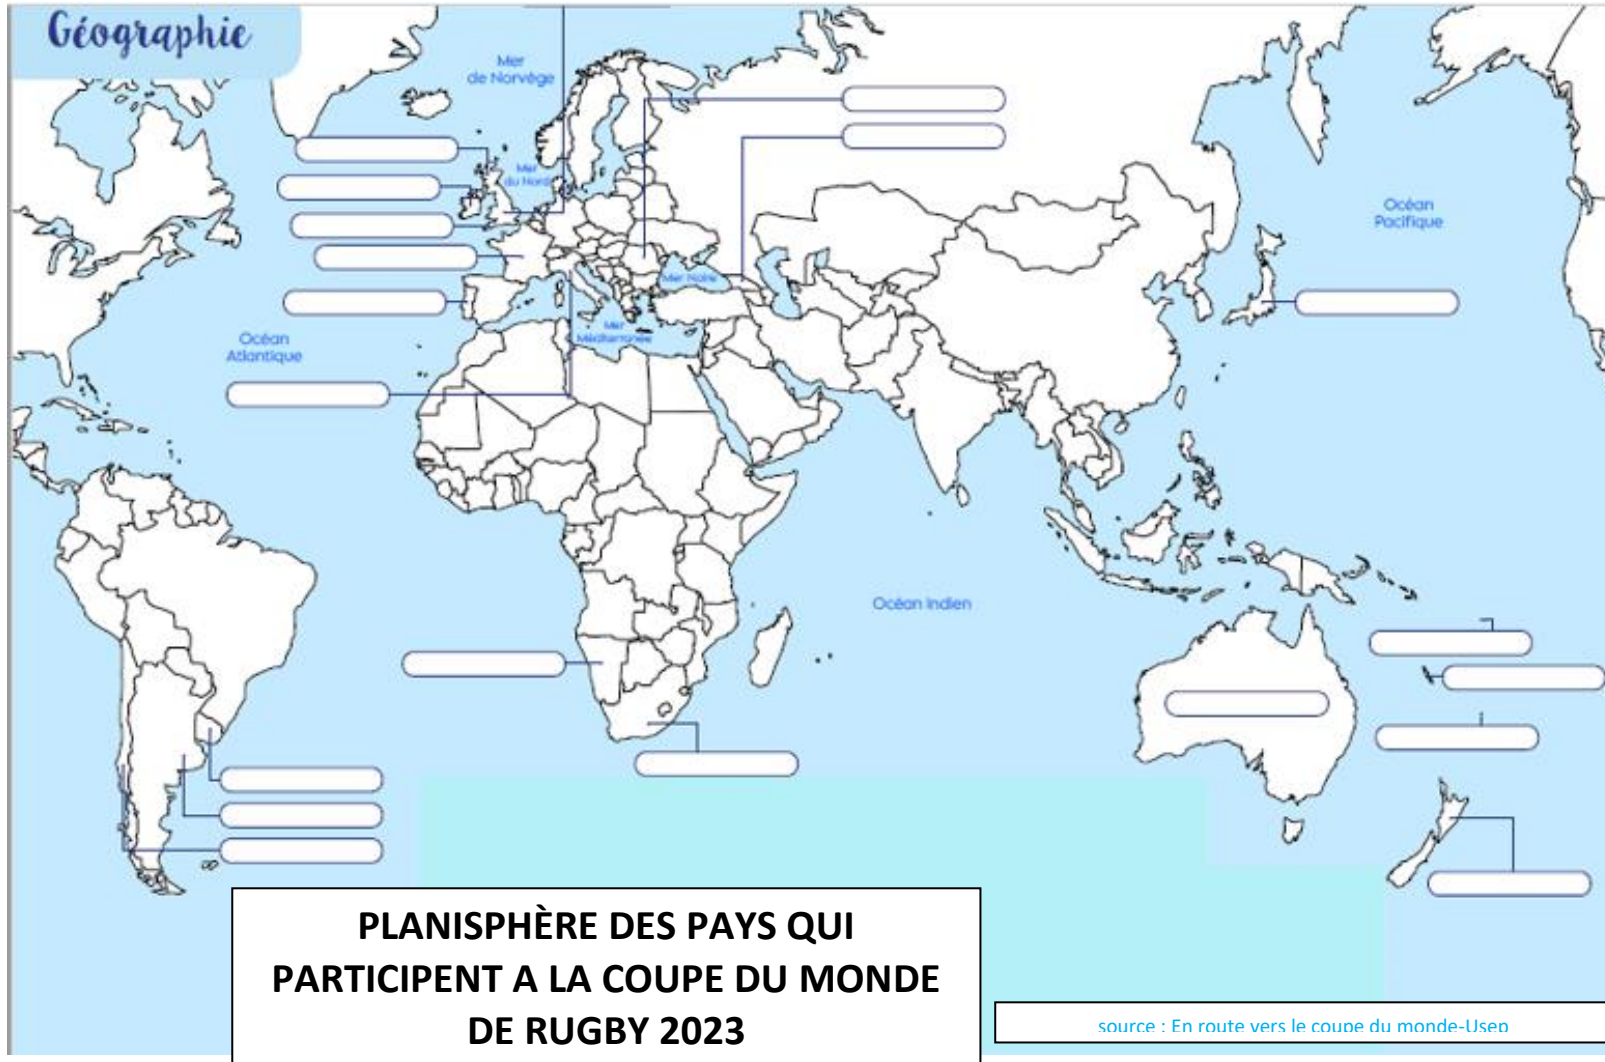 Géographie
Mer
de Norvège
Mer
du Nord
Océan
Pacifique
Mer Noire
Mer
Méditerranée
Océan
Atlantique
Océan Indien
PLANISPHÈRE DES PAYS QUI
PARTICIPENT A LA COUPE DU MONDE
DE RUGBY 2023
source : En route vers le coupe du monde-Usep